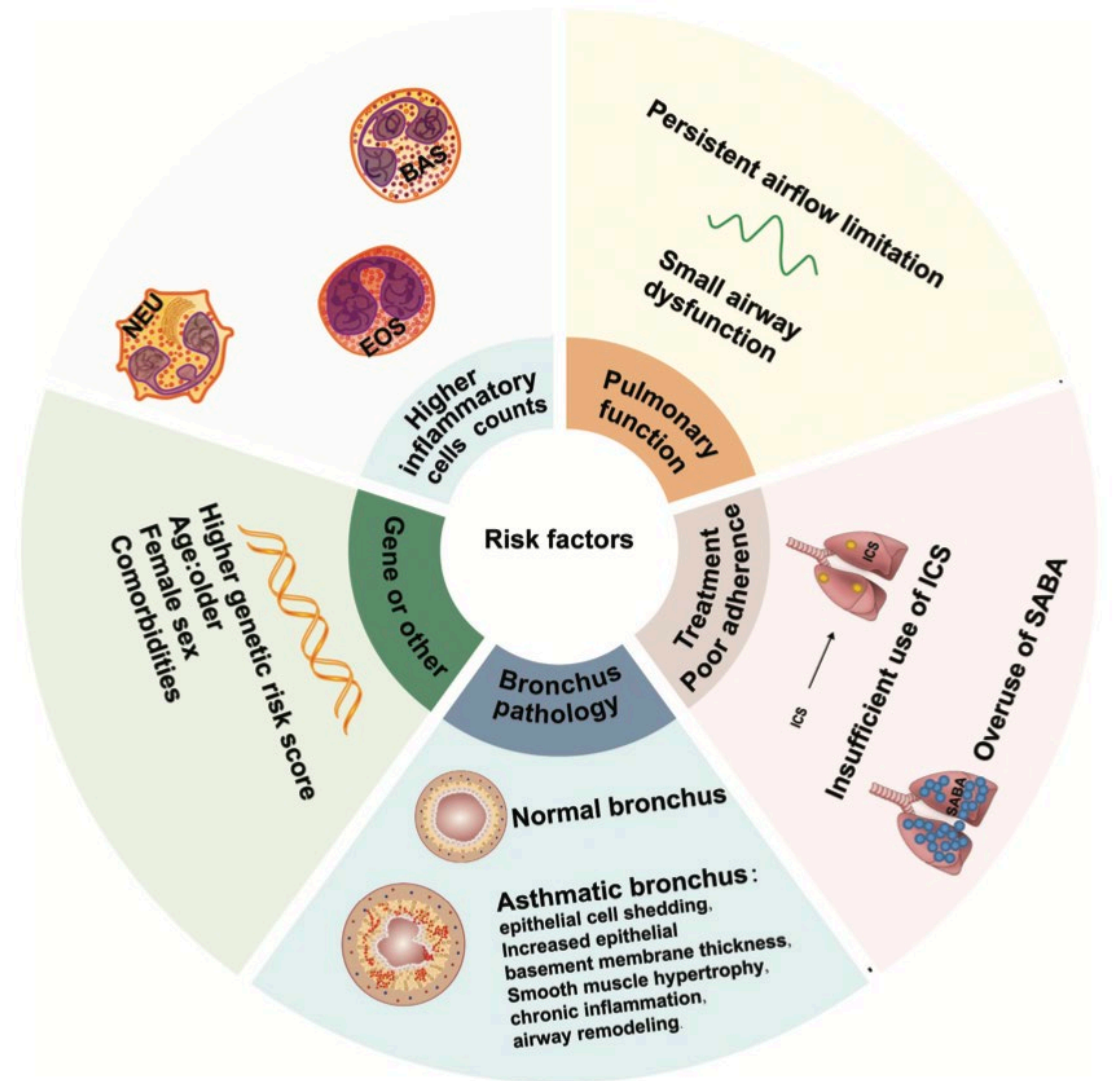 Risk factors
Higher
inflammatory
cells counts
BAS
EOS
NEU
Pulmonary
function
Persistent airflow limitation
Small airway
dysfunction
Treatment
Poor adherence
ICS
ICS
Insufficient use of ICS
SABA
Overuse of SABA
Bronchus
pathology
Normal bronchus
Asthmatic bronchus:
epithelial cell shedding,
Increased epithelial
basement membrane thickness,
Smooth muscle hypertrophy,
chronic inflammation,
airway remodeling.
Gene or other
Higher genetic risk score
Age:older
Female sex
Comorbidities